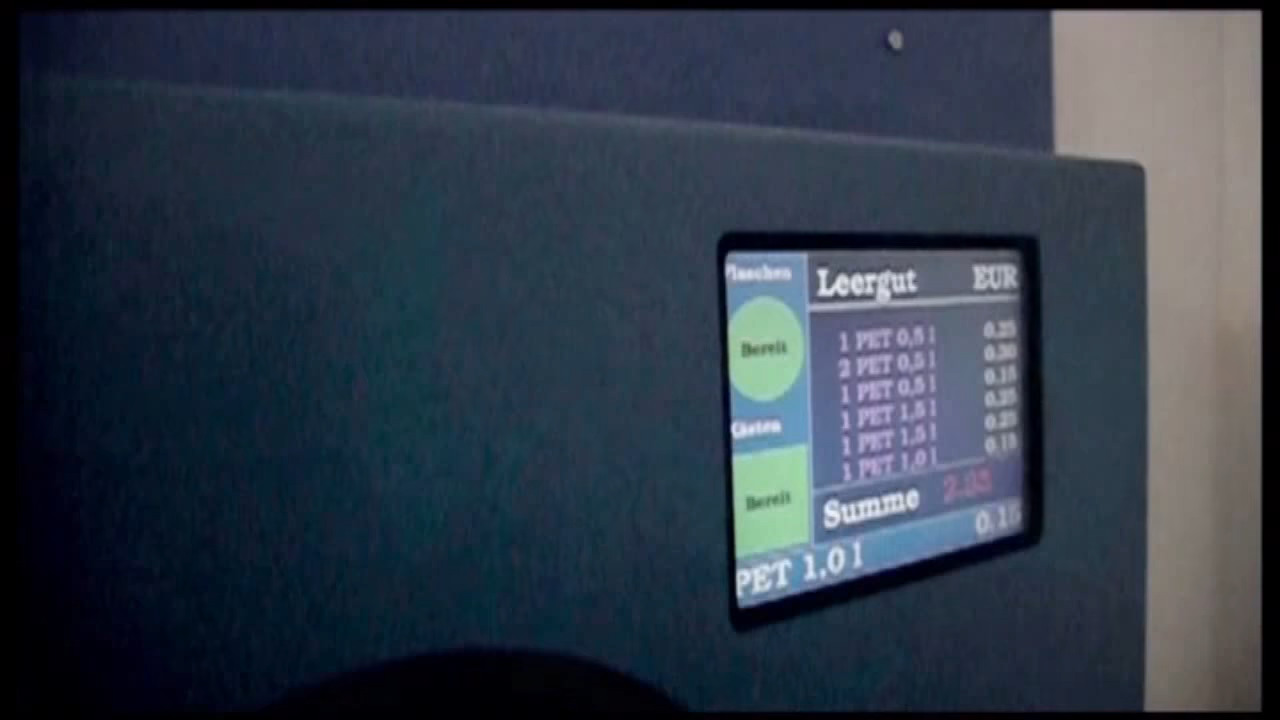 Flaschen
Bereit
Kästen
Bereit
Leergut EUR
1 PET 0,5 l 0.25
2 PET 0,5 l 0.30
1 PET 0,5 l 0.15
1 PET 1,5 l 0.25
1 PET 1,5 l 0.25
1 PET 1,0 l 0.15
Summe
PET 1.0 l 0.15